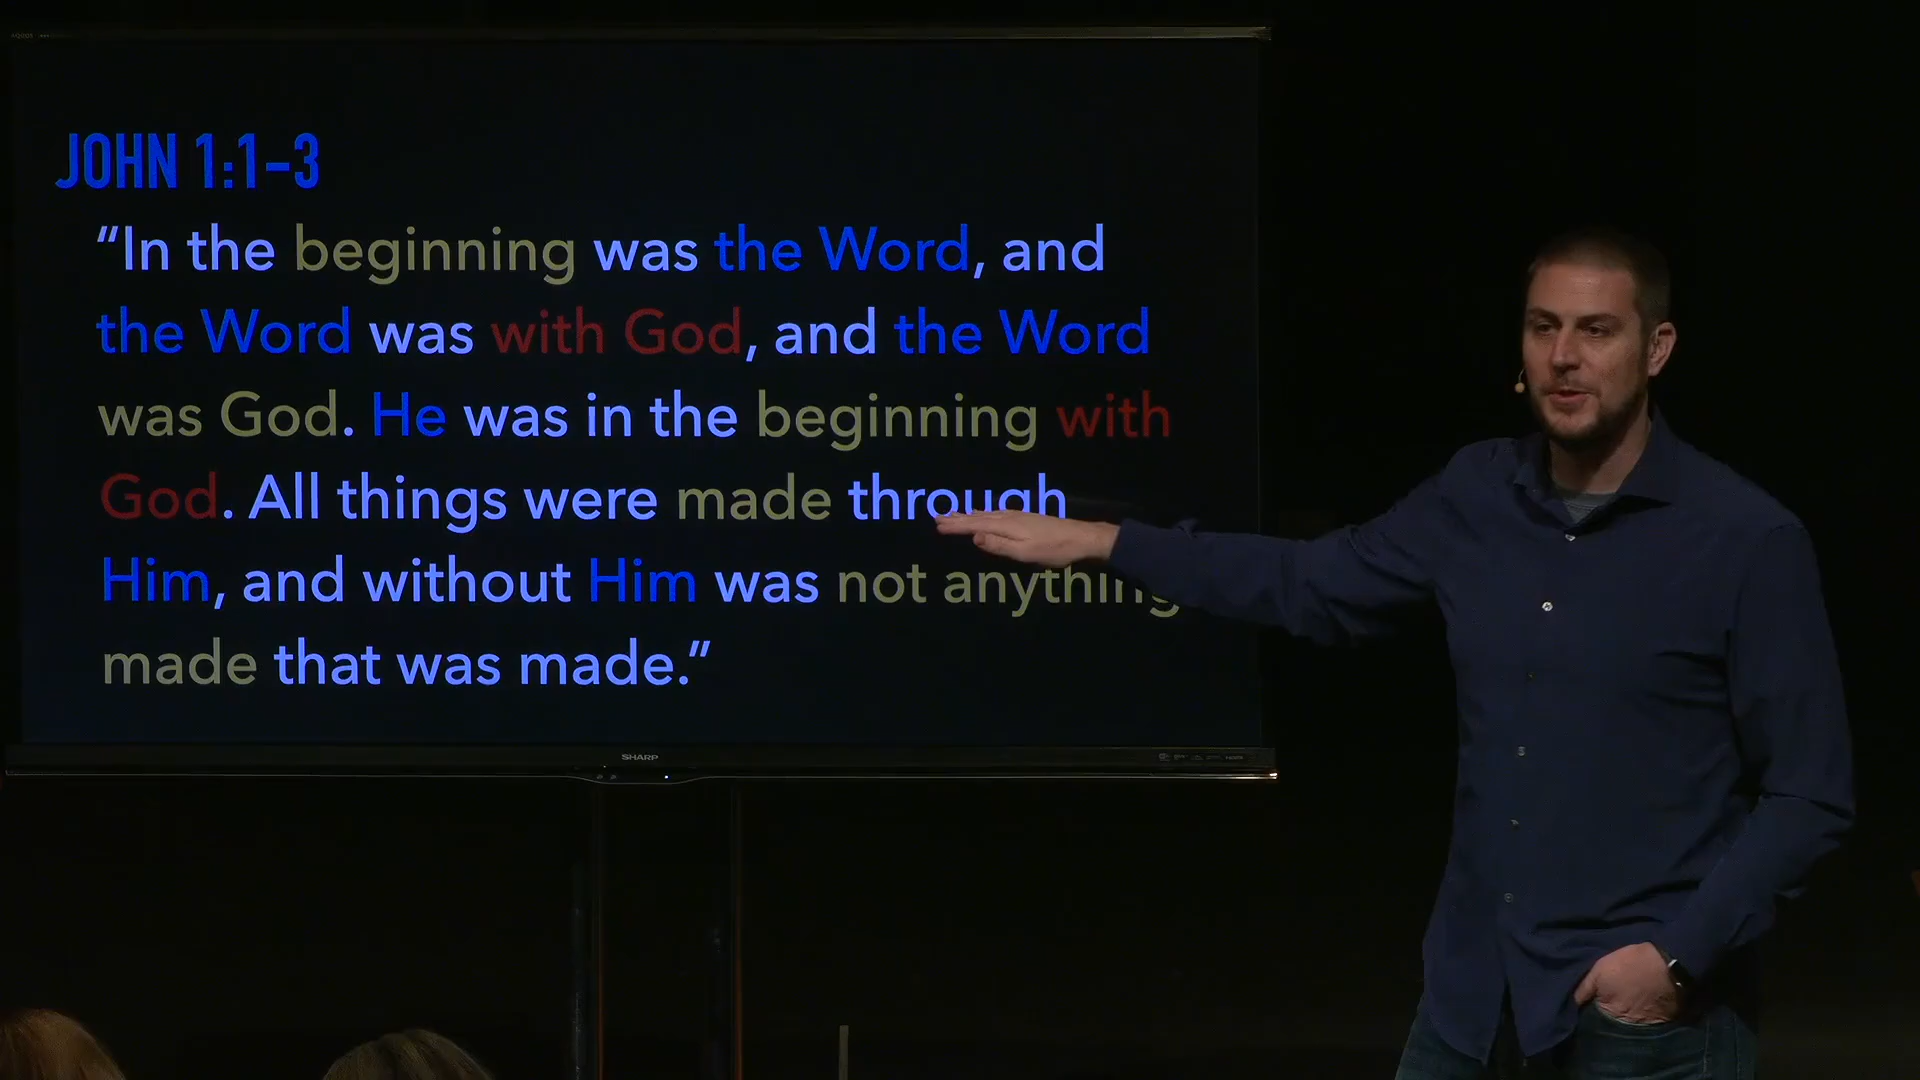 JOHN 1:1-3
“In the beginning was the Word, and
the Word was with God, and the Word
was God. He was in the beginning with
God. All things were made through
Him, and without Him was not anything
made that was made.”
SHARP